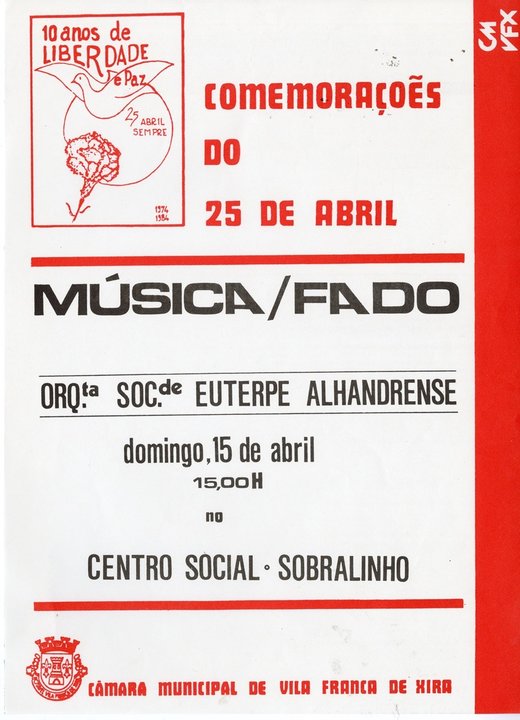 10 anos de
LIBERDADE
e Paz
25 ABRIL
SEMPRE
1974
1984
CM
VFX
COMEMORAÇOẼS
DO
25 DE ABRIL
MÚSICA/FADO
ORQ.ta SOC.de EUTERPE ALHANDRENSE
domingo, 15 de abril
15,00H
no
CENTRO SOCIAL · SOBRALINHO
CÂMARA MUNICIPAL DE VILA FRANCA DE XIRA